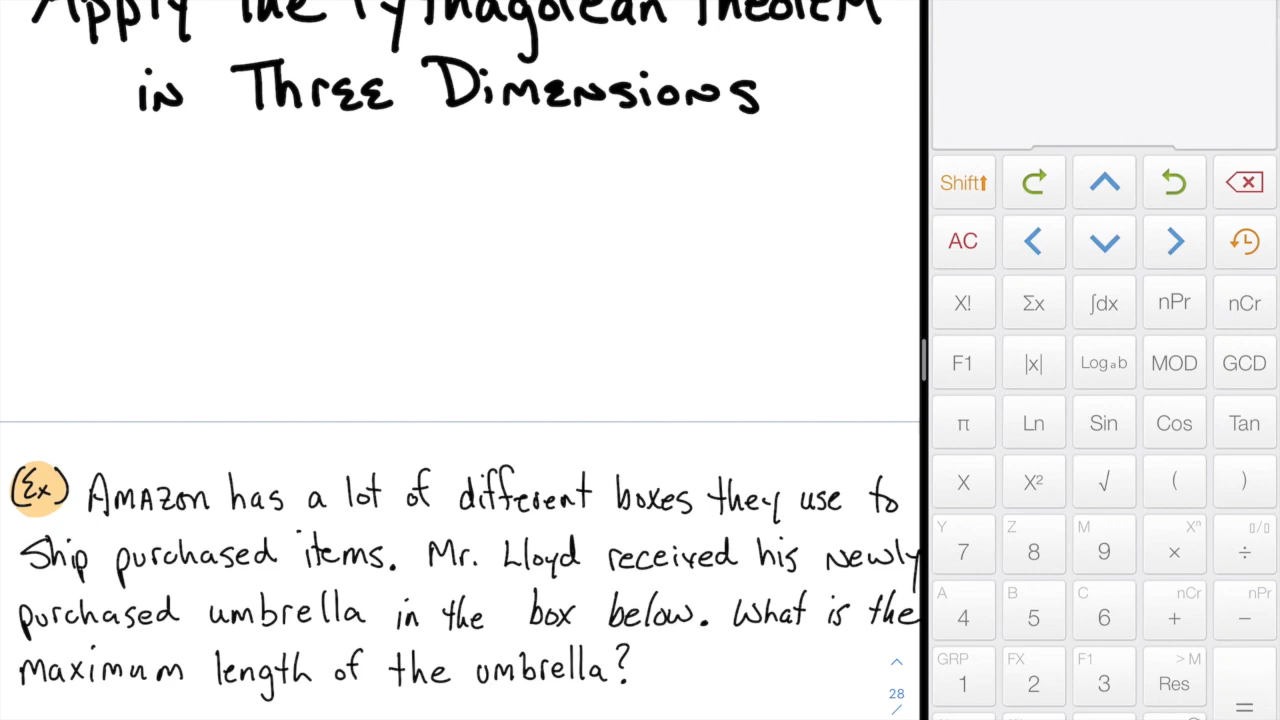 Apply the Pythagorean Theorem
in Three Dimensions
Ex Amazon has a lot of different boxes they use to
ship purchased items. Mr. Lloyd received his newly
purchased umbrella in the box below. What is the
maximum length of the umbrella?
28
Shift
AC
X! Σx ∫dx nPr nCr
F1 |x| Log a b MOD GCD
π Ln Sin Cos Tan
X X² √ ( )
Y 7 Z 8 M 9 Xⁿ × ▯/▯ ÷
A 4 B 5 C 6 nCr + nPr −
GRP 1 FX 2 F1 3 >M Res =